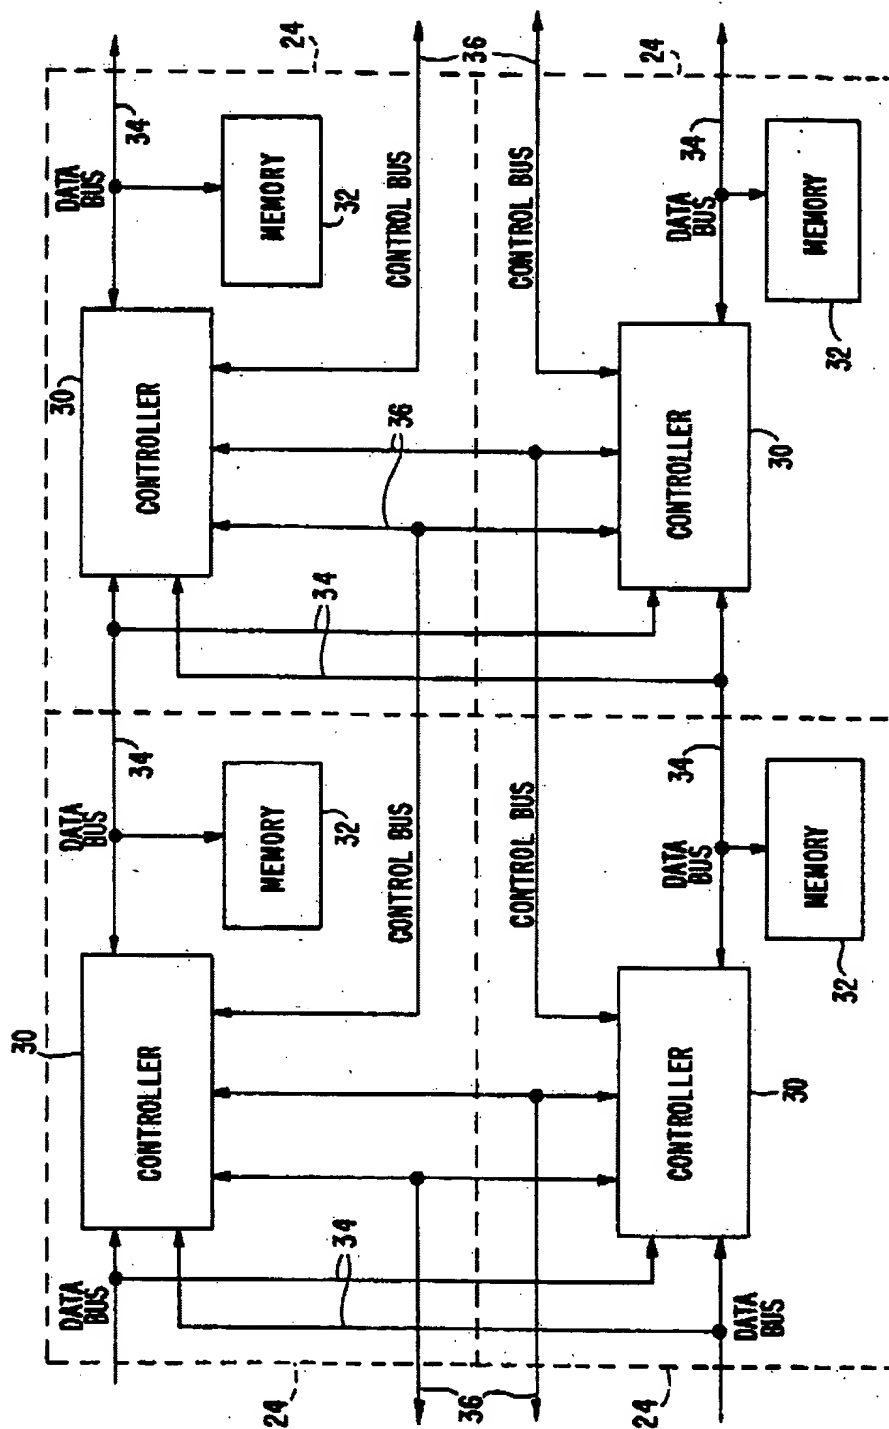 30
30
DATA
BUS
DATA
BUS
DATA
BUS
34
34
CONTROLLER
CONTROLLER
MEMORY
MEMORY
24
24
34
34
32
32
CONTROL BUS
36
CONTROL BUS
36
36
CONTROL BUS
CONTROL BUS
24
24
DATA
BUS
34
DATA
BUS
34
CONTROLLER
CONTROLLER
DATA
BUS
30
30
MEMORY
MEMORY
32
32